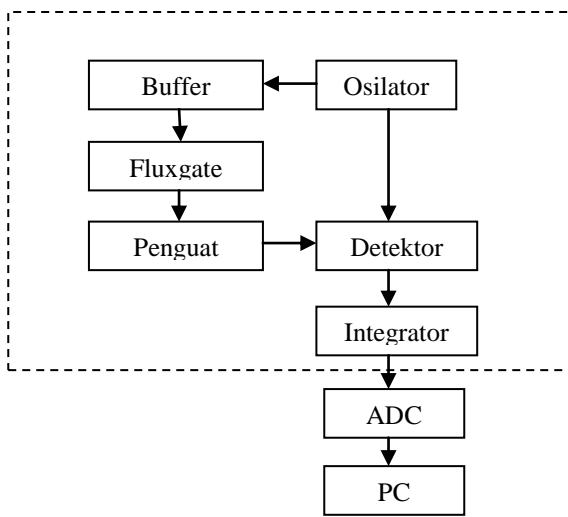 Buffer
Osilator
Fluxgate
Penguat
Detektor
Integrator
ADC
PC